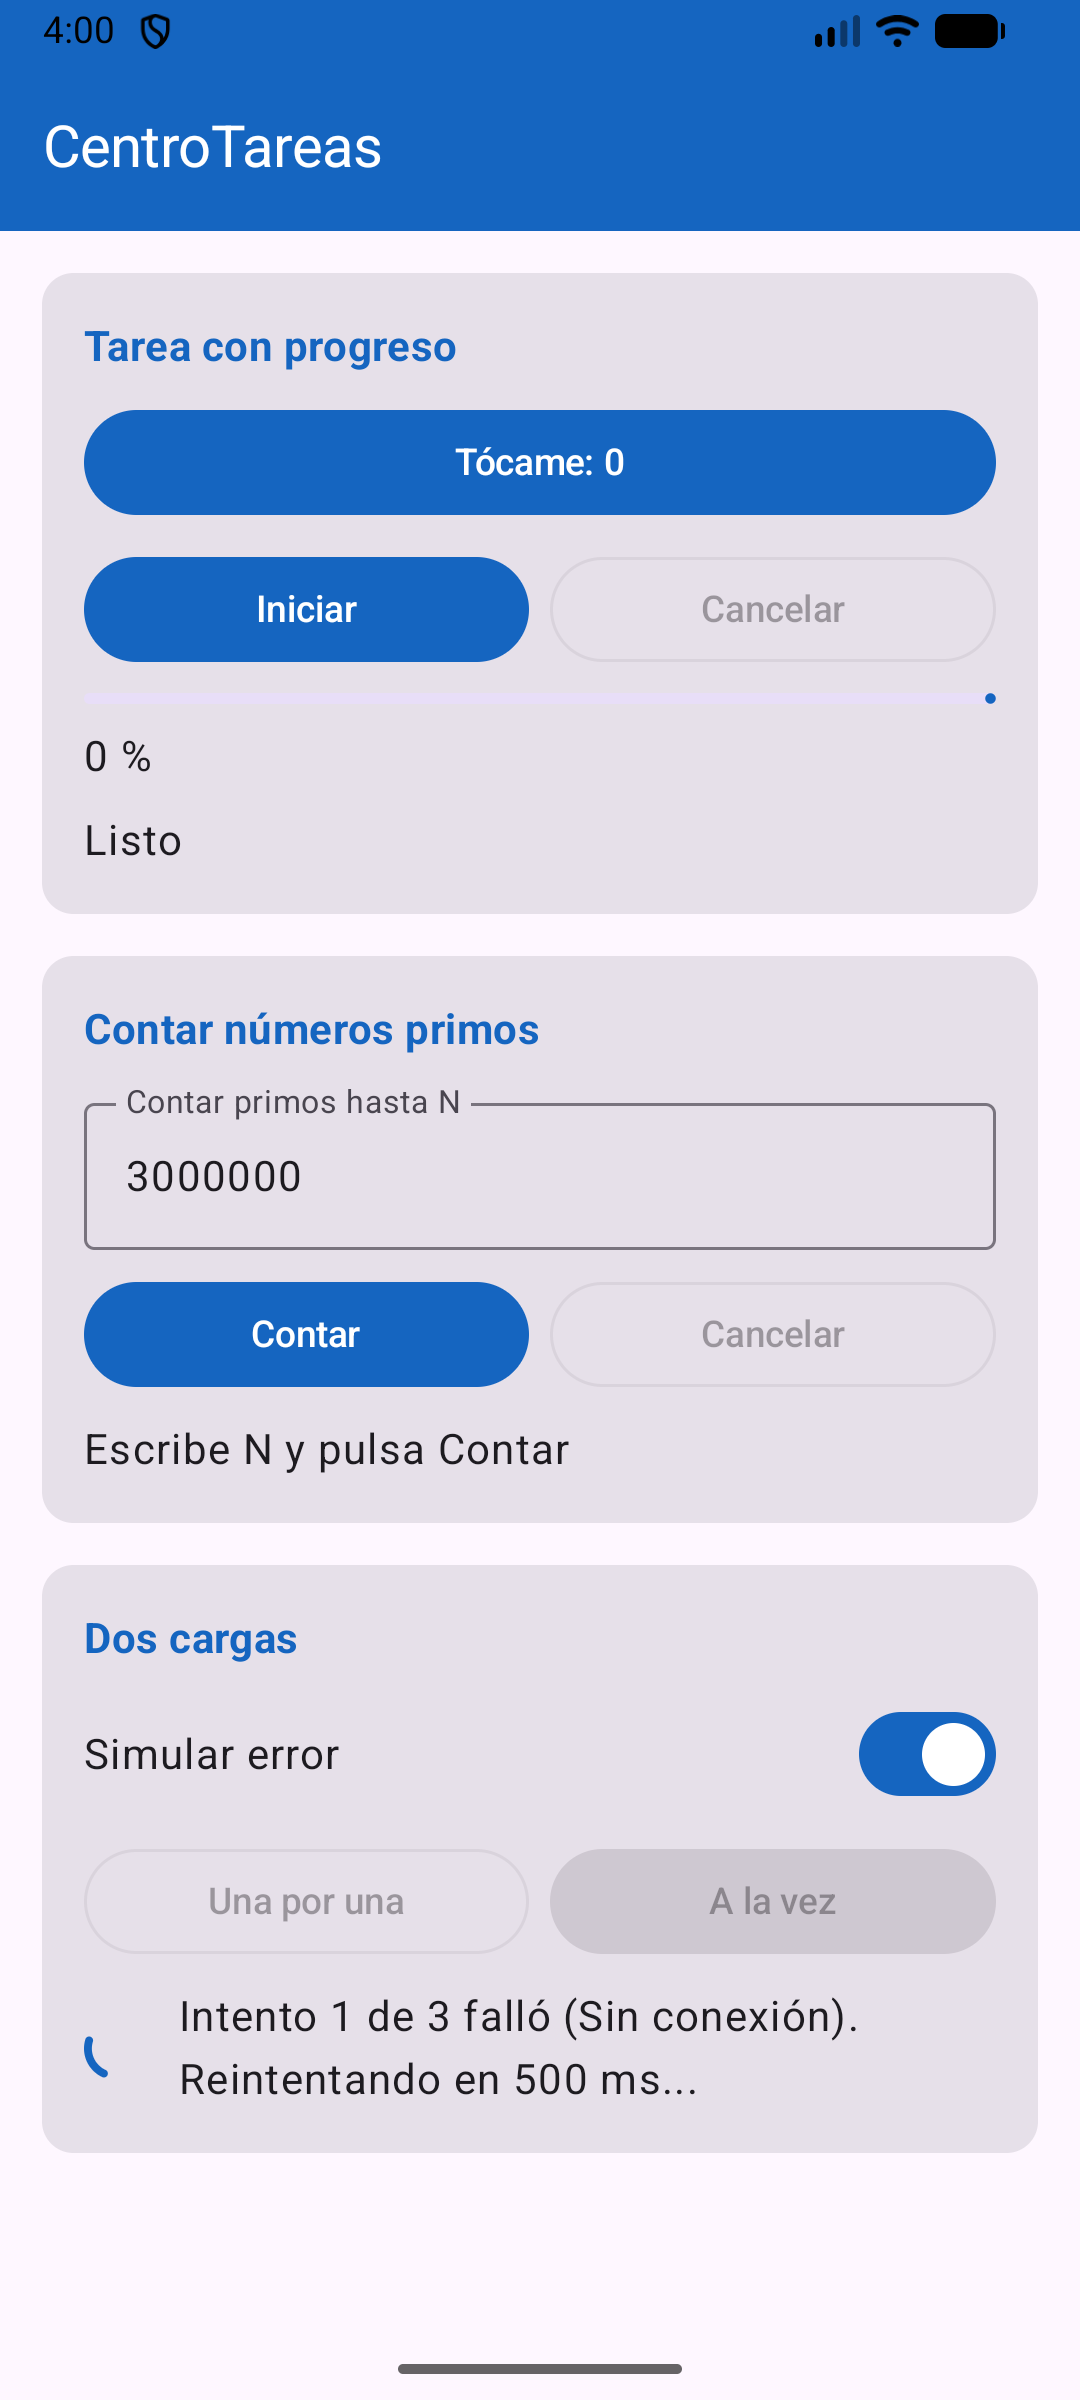 4:00
CentroTareas
Tarea con progreso
Tócame: 0
Iniciar
Cancelar
0 %
Listo
Contar números primos
Contar primos hasta N
3000000
Contar
Cancelar
Escribe N y pulsa Contar
Dos cargas
Simular error
Una por una
A la vez
Intento 1 de 3 falló (Sin conexión).
Reintentando en 500 ms...